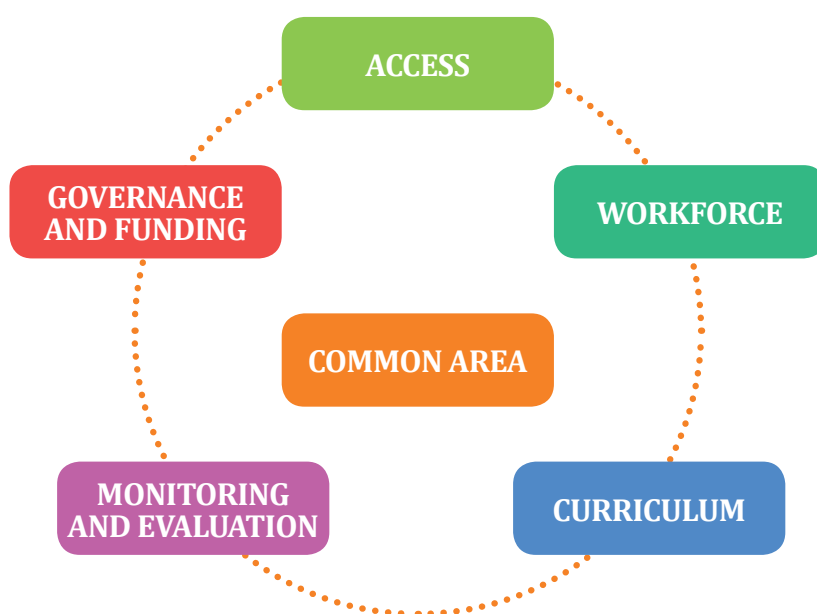 ACCESS
GOVERNANCE
AND FUNDING
WORKFORCE
COMMON AREA
MONITORING
AND EVALUATION
CURRICULUM